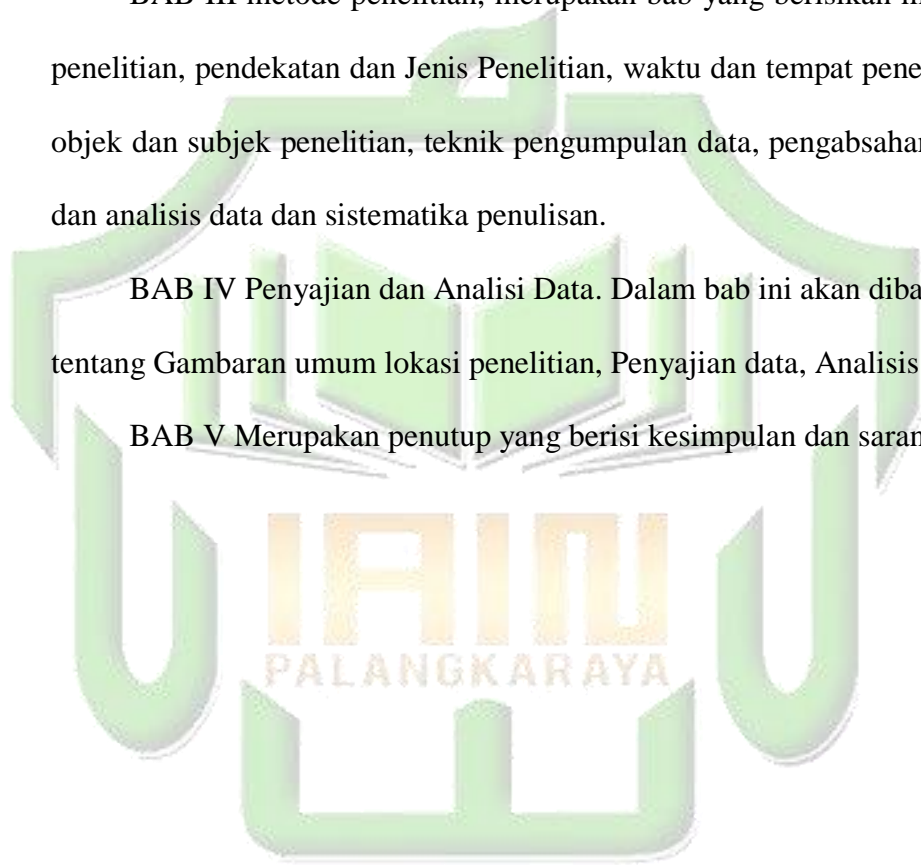 BAB III metode penelitian, merupakan bab yang berisikan
penelitian, pendekatan dan Jenis Penelitian, waktu dan tempat
objek dan subjek penelitian, teknik pengumpulan data,
dan analisis data dan sistematika penulisan.
BAB IV Penyajian dan Analisi Data. Dalam bab ini akan
tentang Gambaran umum lokasi penelitian, Penyajian data, Analisis
BAB V Merupakan penutup yang berisi kesimpulan dan saran
IAIN
PALANGKARAYA